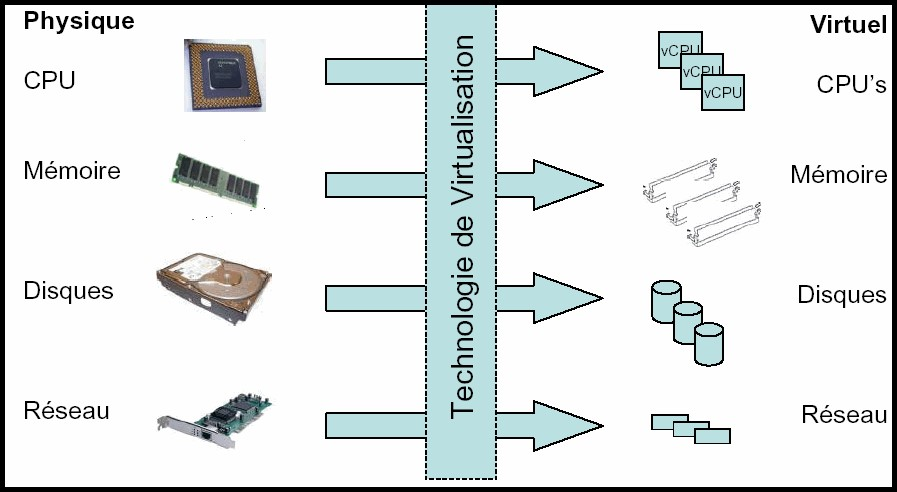 Physique
Virtuel
CPU
vCPU
vCPU
vCPU
CPU's
Mémoire
Mémoire
Technologie de Virtualisation
Disques
Disques
Réseau
Réseau